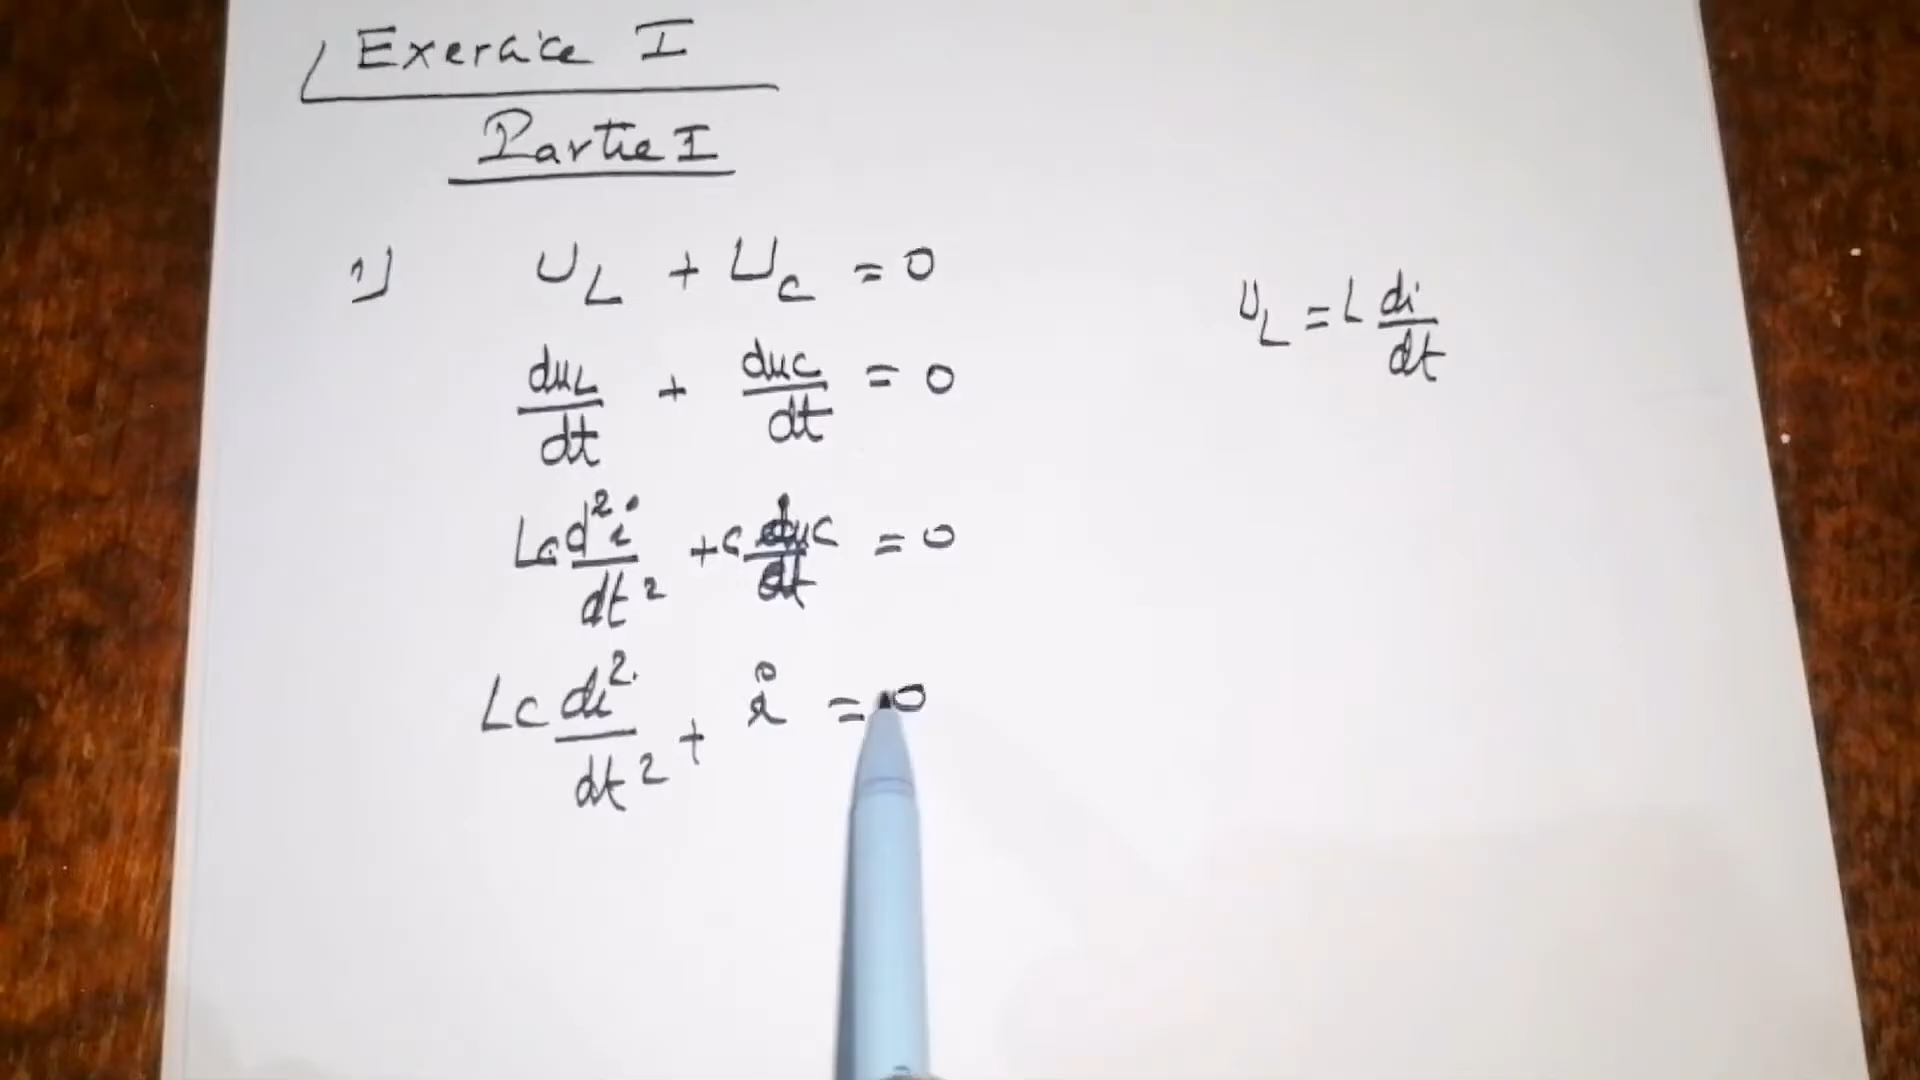 Exercice I
Partie I
1) U_L + U_C = 0
du_L/dt + du_C/dt = 0
U_L = L di/dt
LC d²i/dt² + C du_C/dt = 0
LC di²/dt² + i = 0